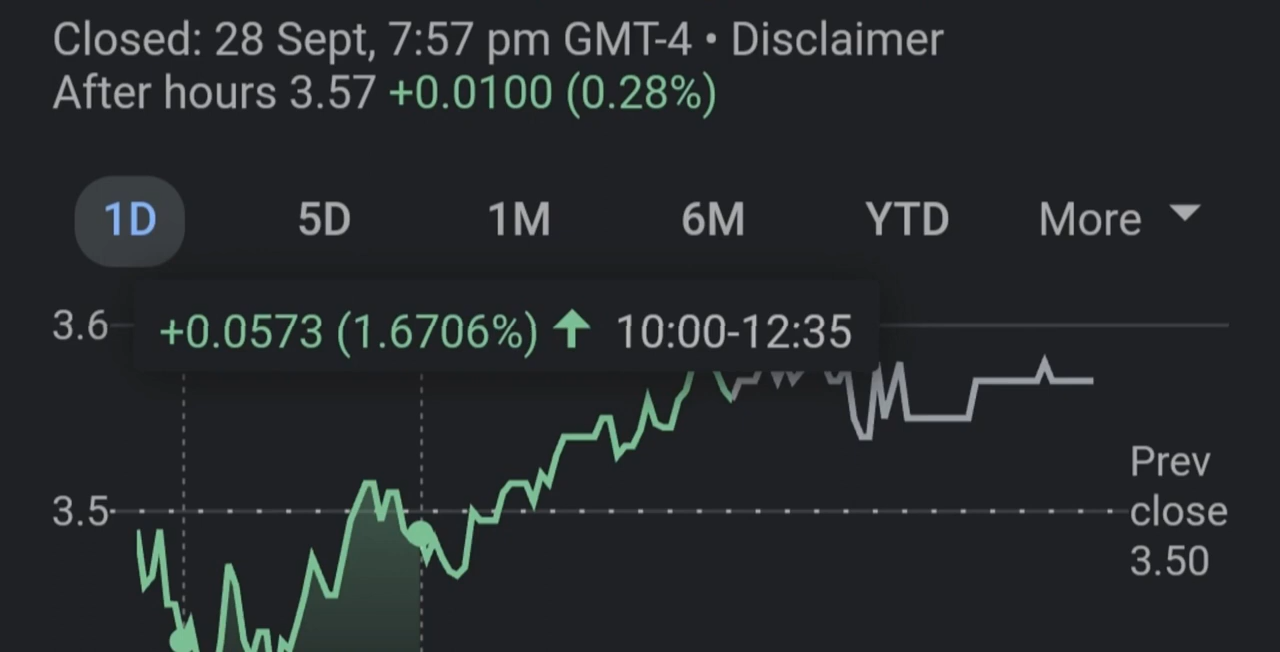 Closed: 28 Sept, 7:57 pm GMT-4 • Disclaimer
After hours 3.57 +0.0100 (0.28%)
1D 5D 1M 6M YTD More
+0.0573 (1.6706%) ↑ 10:00-12:35
3.6
3.5
Prev
close
3.50